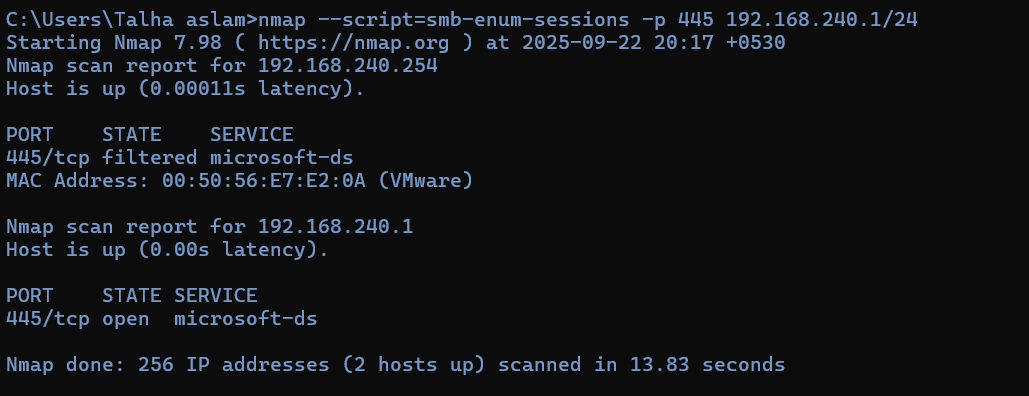 C:\Users\Talha aslam>nmap --script=smb-enum-sessions -p 445 192.168.240.1/24
Starting Nmap 7.98 ( https://nmap.org ) at 2025-09-22 20:17 +0530
Nmap scan report for 192.168.240.254
Host is up (0.00011s latency).
PORT    STATE    SERVICE
445/tcp filtered microsoft-ds
MAC Address: 00:50:56:E7:E2:0A (VMware)
Nmap scan report for 192.168.240.1
Host is up (0.00s latency).
PORT    STATE SERVICE
445/tcp open  microsoft-ds
Nmap done: 256 IP addresses (2 hosts up) scanned in 13.83 seconds